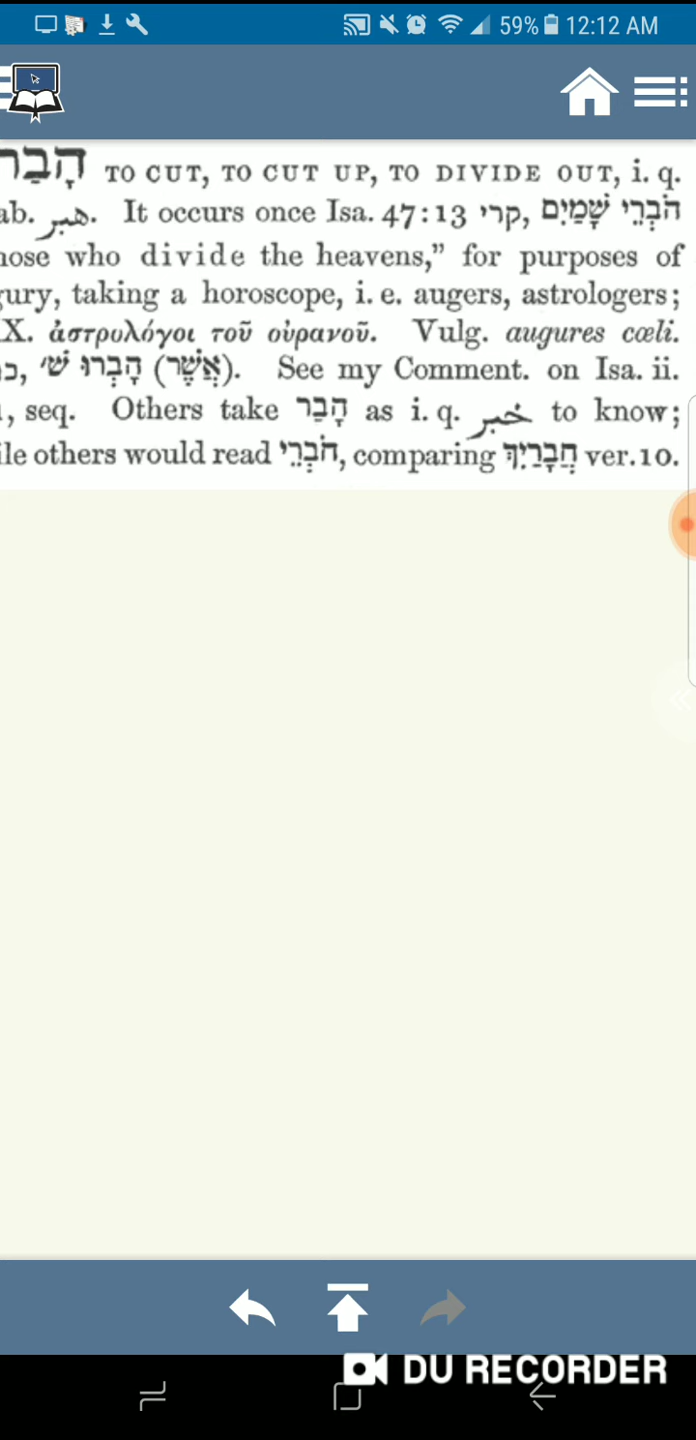 59% 12:12 AM
הָבַר TO CUT, TO CUT UP, TO DIVIDE OUT, i. q.
ab. هبر. It occurs once Isa. 47:13 קרי, הֹבְרֵי שָׁמַיִם
hose who divide the heavens,” for purposes of
gury, taking a horoscope, i. e. augers, astrologers;
X. ἀστρολόγοι τοῦ οὐρανοῦ. Vulg. augures cœli.
כת, (אֲשֶׁר) הָבְרוּ שׁ׳. See my Comment. on Isa. ii.
, seq. Others take הָבַר as i. q. خبر to know;
ile others would read חֹבְרֵי, comparing חֲבָרַיִךְ ver. 10.
DU RECORDER